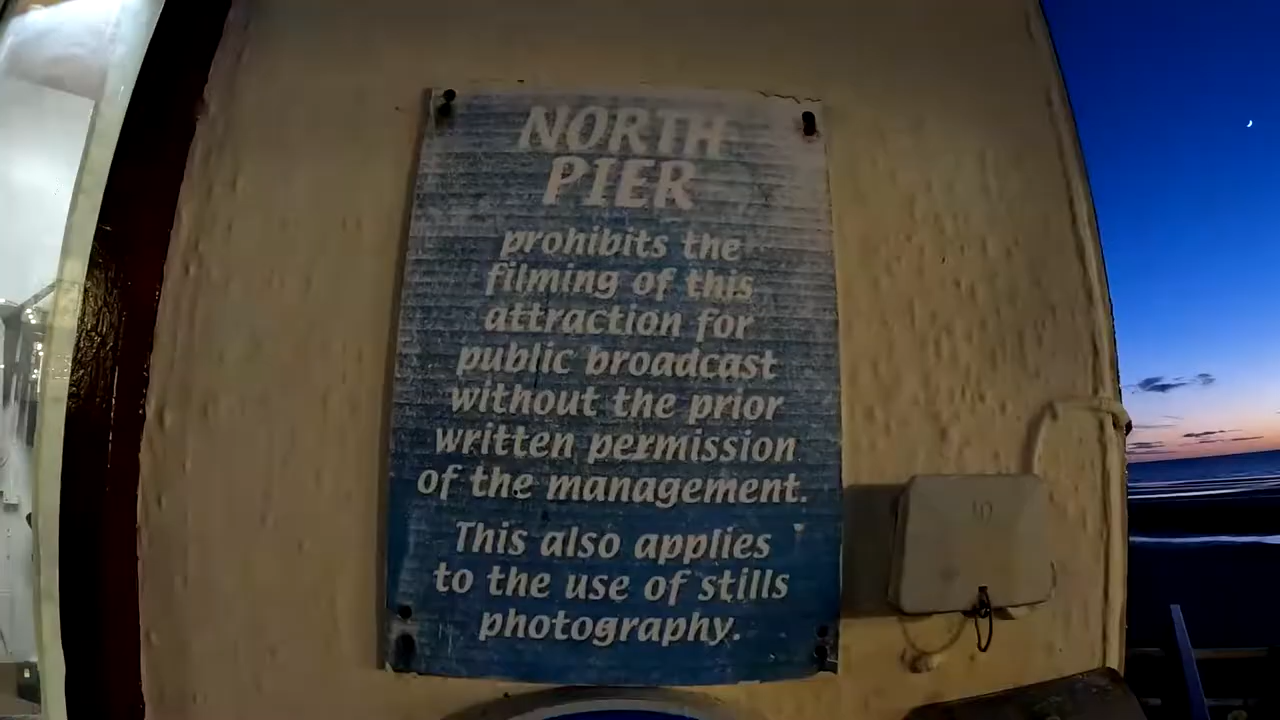 NORTH
PIER
prohibits the
filming of this
attraction for
public broadcast
without the prior
written permission
of the management.
This also applies
to the use of stills
photography.